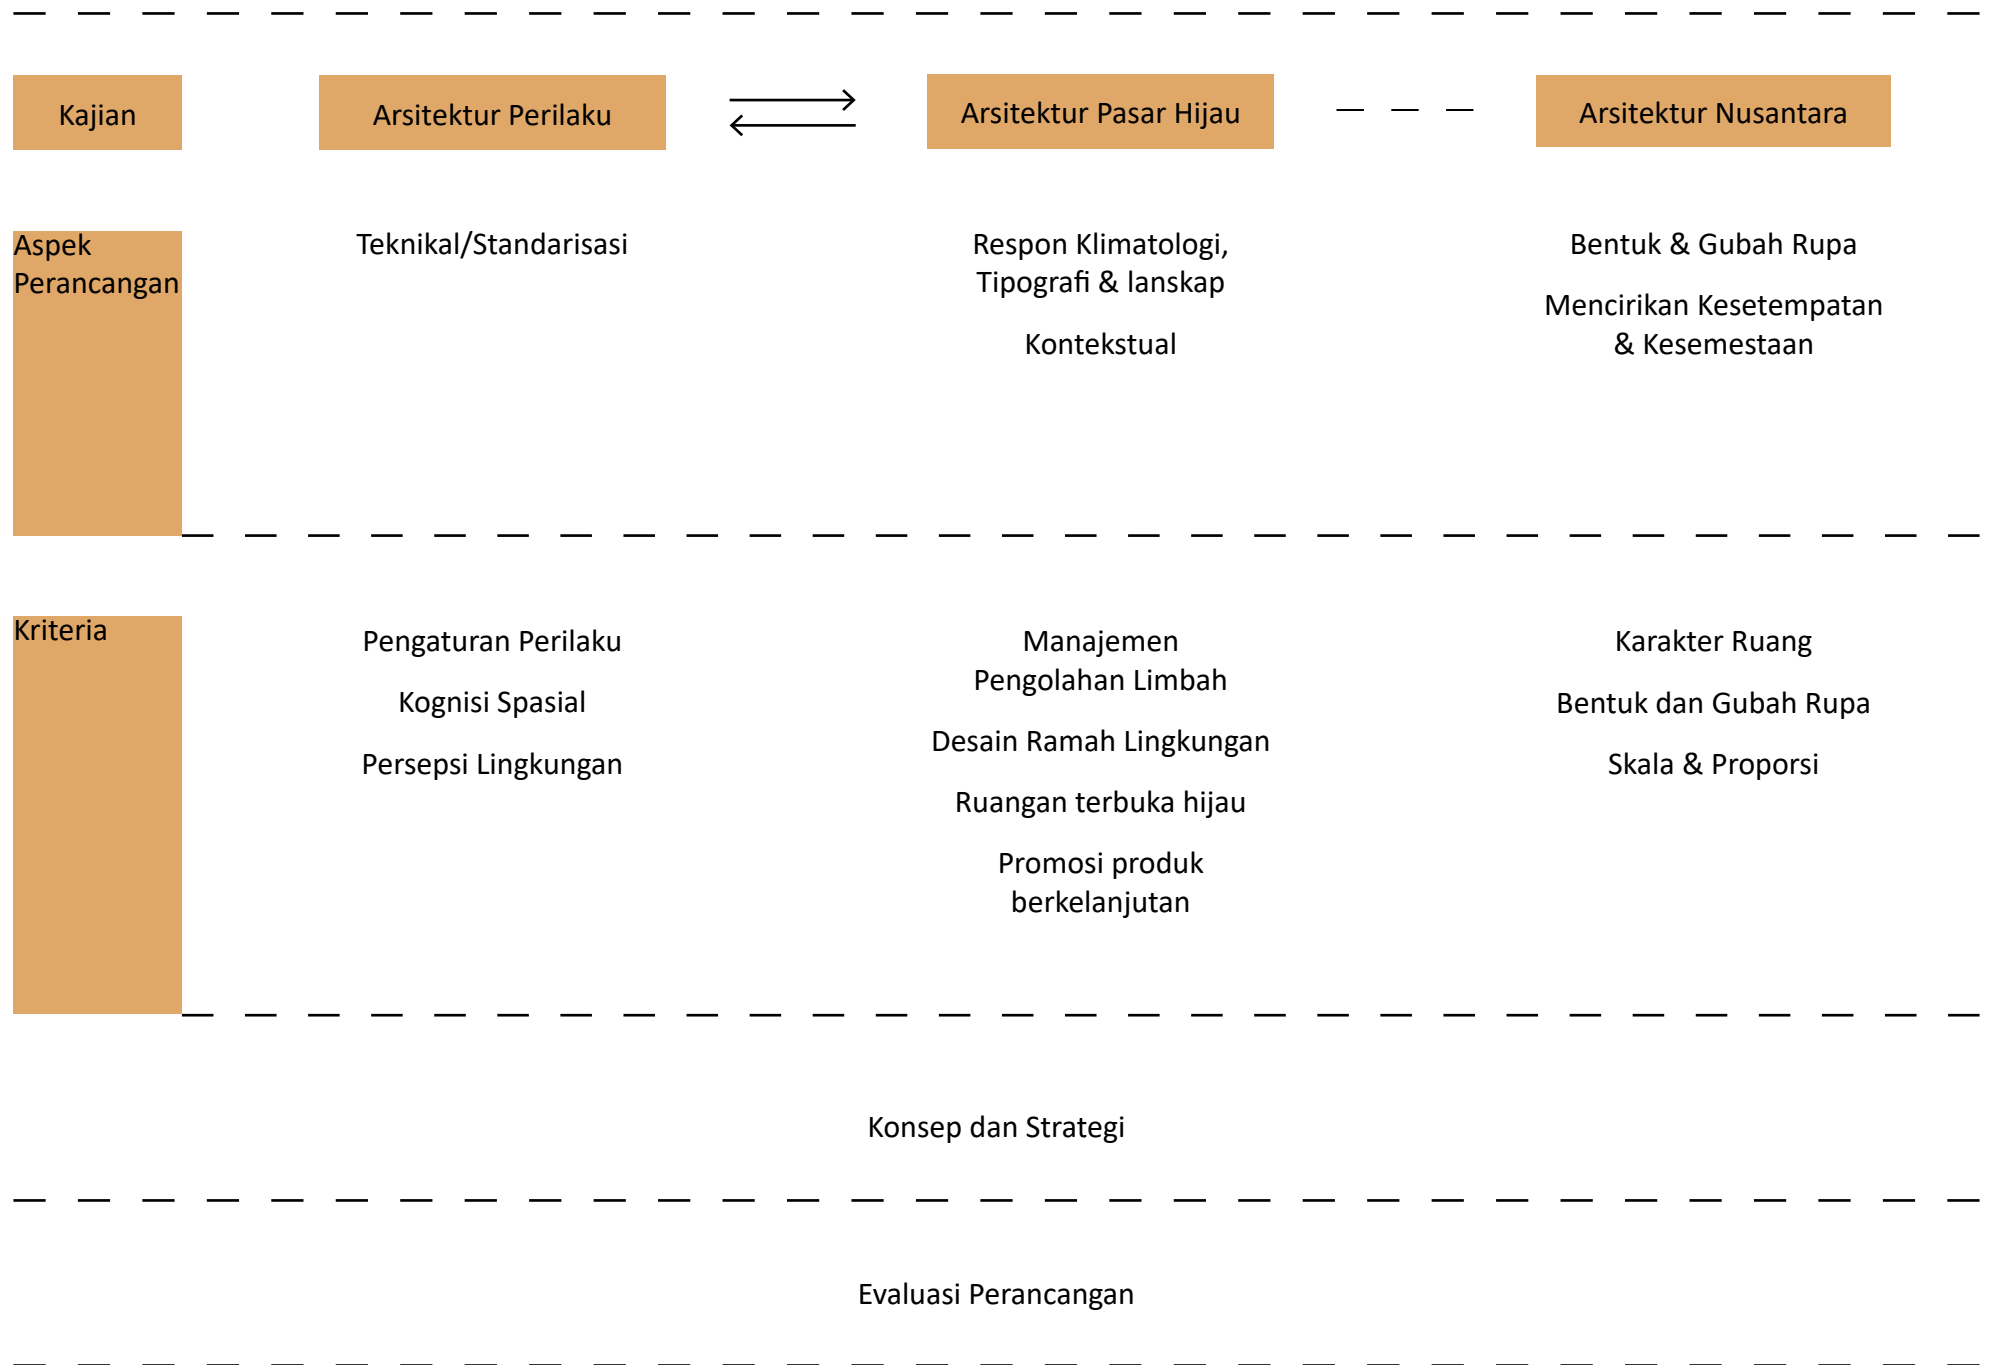 Kajian
Arsitektur Perilaku
Arsitektur Pasar Hijau
Arsitektur Nusantara
Aspek
Perancangan
Teknikal/Standarisasi
Respon Klimatologi,
Tipografi & lanskap
Kontekstual
Bentuk & Gubah Rupa
Mencirikan Kesetempatan
& Kesemestaan
Kriteria
Pengaturan Perilaku
Kognisi Spasial
Persepsi Lingkungan
Manajemen
Pengolahan Limbah
Desain Ramah Lingkungan
Ruangan terbuka hijau
Promosi produk
berkelanjutan
Karakter Ruang
Bentuk dan Gubah Rupa
Skala & Proporsi
Konsep dan Strategi
Evaluasi Perancangan